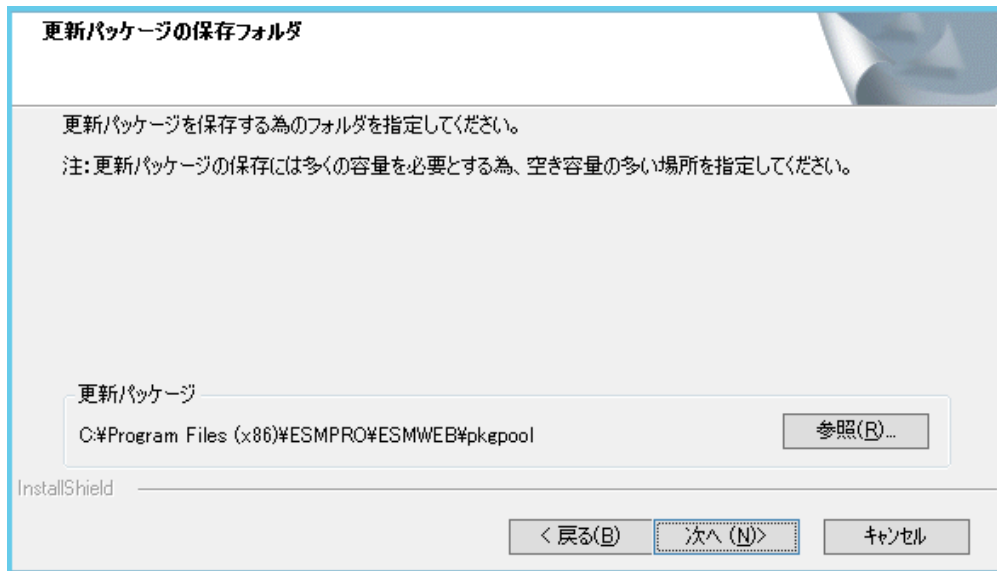 更新パッケージの保存フォルダ
更新パッケージを保存する為のフォルダを指定してください。
注：更新パッケージの保存には多くの容量を必要とする為、空き容量の多い場所を指定してください。
更新パッケージ
C:¥Program Files (x86)¥ESMPRO¥ESMWEB¥pkgpool
参照(R)...
InstallShield
< 戻る(B)
次へ (N)>
キャンセル